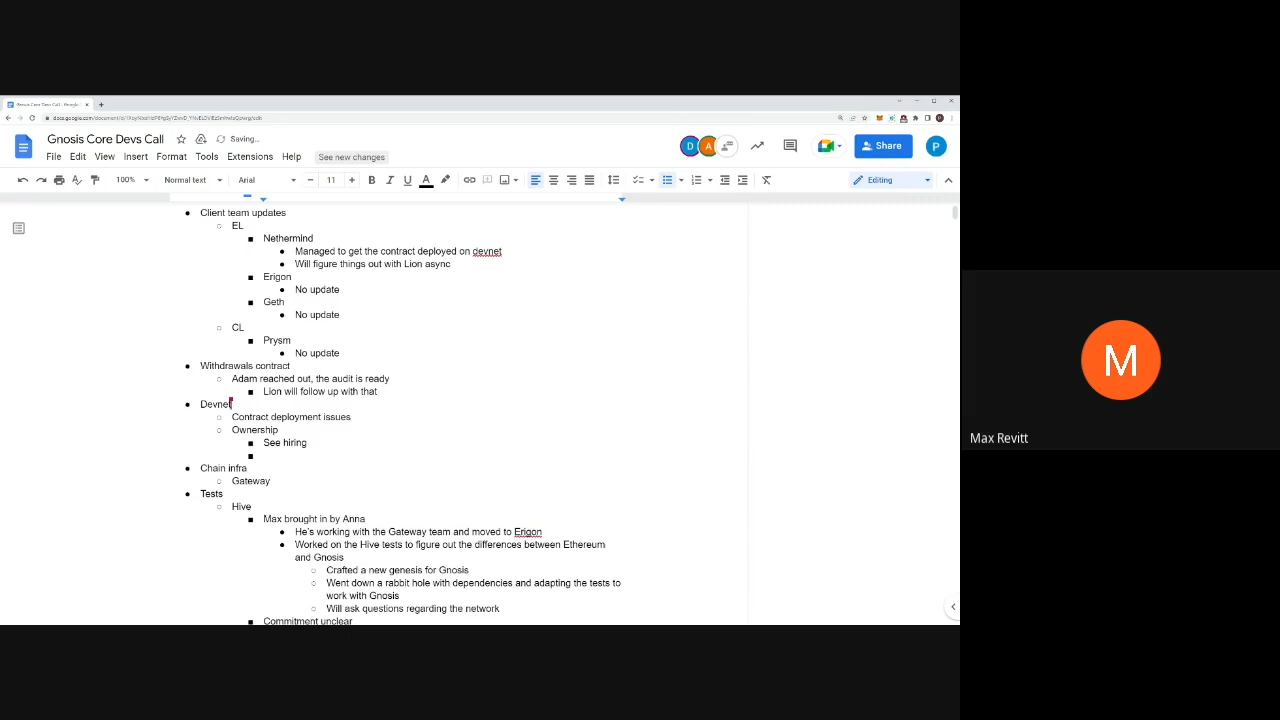 Gnosis Core Devs Call
Gnosis Core Devs Call Saving...
File Edit View Insert Format Tools Extensions Help See new changes
D A Share P
100% Normal text Arial 11 B I U A Editing
Client team updates
EL
Nethermind
Managed to get the contract deployed on devnet
Will figure things out with Lion async
Erigon
No update
Geth
No update
CL
Prysm
No update
Withdrawals contract
Adam reached out, the audit is ready
Lion will follow up with that
Devnet
Contract deployment issues
Ownership
See hiring
Chain infra
Gateway
Tests
Hive
Max brought in by Anna
He's working with the Gateway team and moved to Erigon
Worked on the Hive tests to figure out the differences between Ethereum
and Gnosis
Crafted a new genesis for Gnosis
Went down a rabbit hole with dependencies and adapting the tests to
work with Gnosis
Will ask questions regarding the network
Commitment unclear
M
Max Revitt